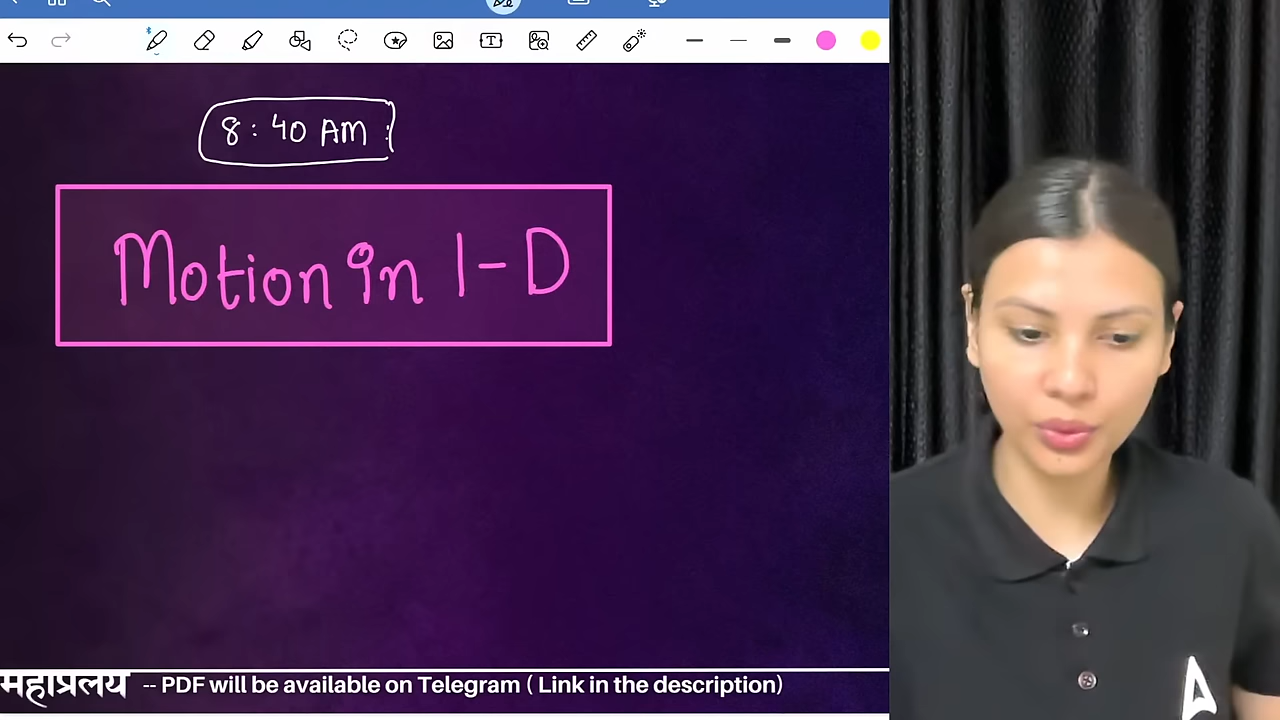 8:40 AM
Motion in 1-D
महाप्रलय -- PDF will be available on Telegram ( Link in the description)